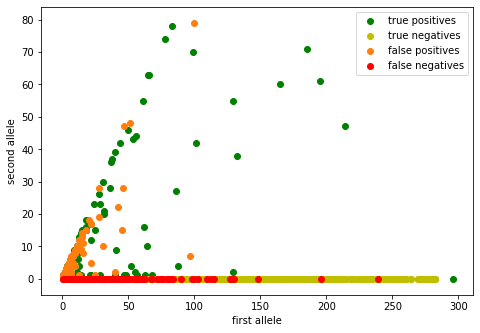 80
70
60
50
40
30
20
10
0
second allele
true positives
true negatives
false positives
false negatives
0 50 100 150 200 250 300
first allele